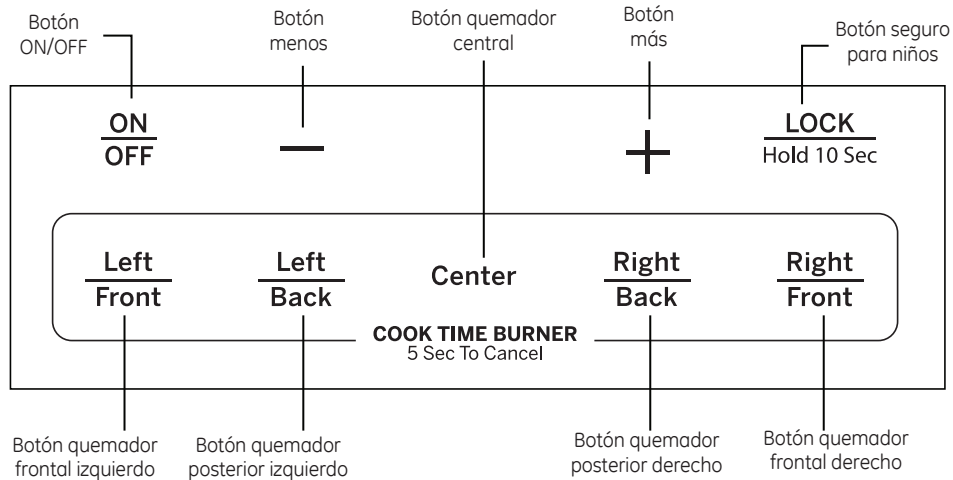 Botón
ON/OFF
Botón
menos
Botón quemador
central
Botón
más
Botón seguro
para niños
ON
OFF
—
+
LOCK
Hold 10 Sec
Left
Front
Left
Back
Center
Right
Back
Right
Front
COOK TIME BURNER
5 Sec To Cancel
Botón quemador
frontal izquierdo
Botón quemador
posterior izquierdo
Botón quemador
posterior derecho
Botón quemador
frontal derecho